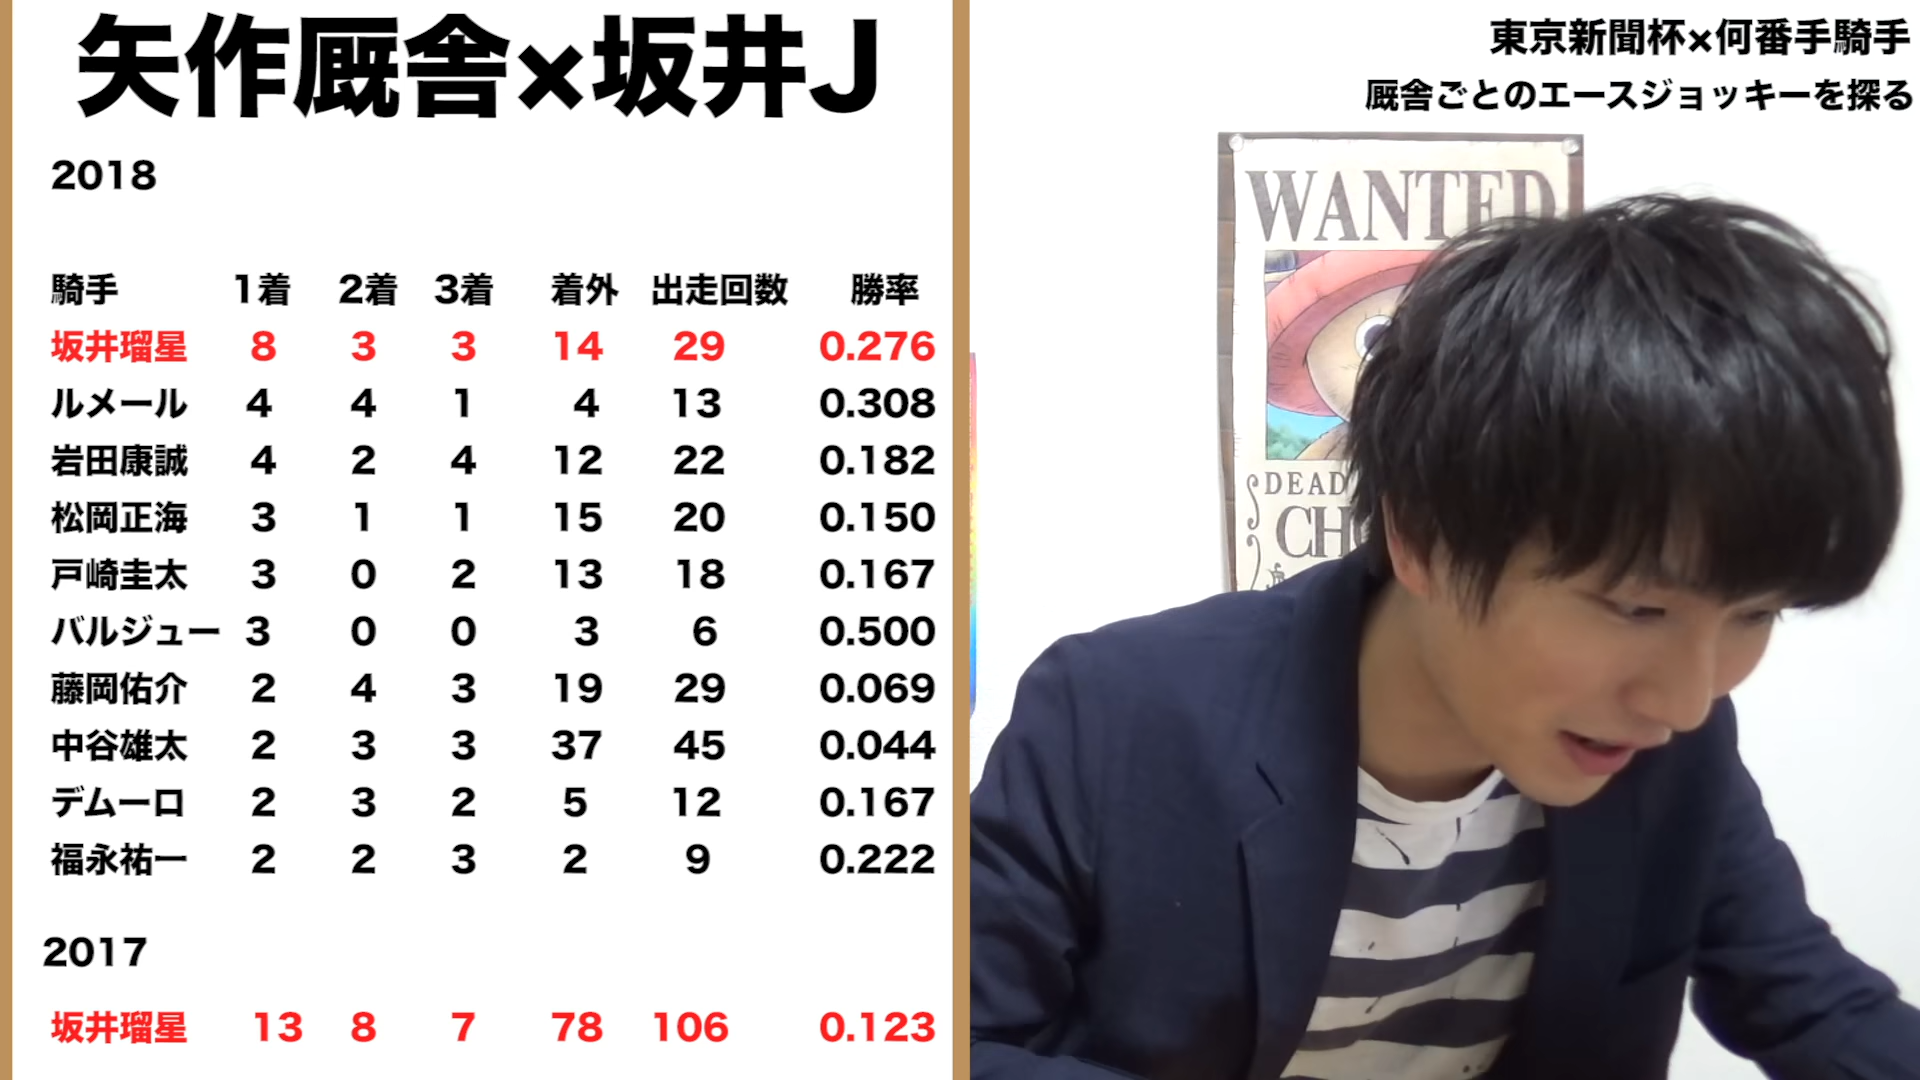 矢作厩舎×坂井J
2018
騎手 1着 2着 3着 着外 出走回数 勝率
坂井瑠星 8 3 3 14 29 0.276
ルメール 4 4 1 4 13 0.308
岩田康誠 4 2 4 12 22 0.182
松岡正海 3 1 1 15 20 0.150
戸崎圭太 3 0 2 13 18 0.167
バルジュー 3 0 0 3 6 0.500
藤岡佑介 2 4 3 19 29 0.069
中谷雄太 2 3 3 37 45 0.044
デムーロ 2 3 2 5 12 0.167
福永祐一 2 2 3 2 9 0.222
2017
坂井瑠星 13 8 7 78 106 0.123
東京新聞杯×何番手騎手
厩舎ごとのエースジョッキーを探る
WANTED
DEAD
CH